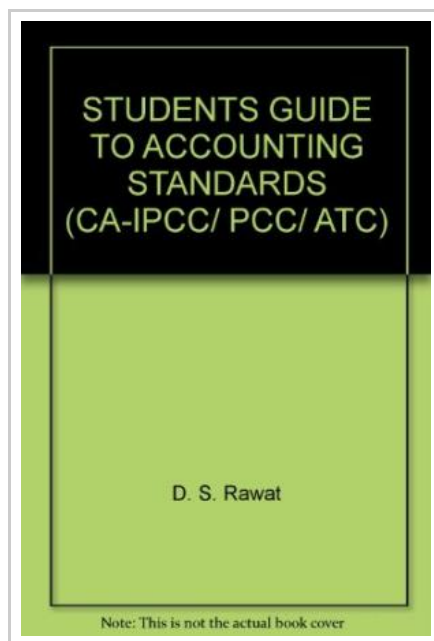 STUDENTS GUIDE
TO ACCOUNTING
STANDARDS
(CA-IPCC/ PCC/ ATC)
D. S. Rawat
Note: This is not the actual book cover